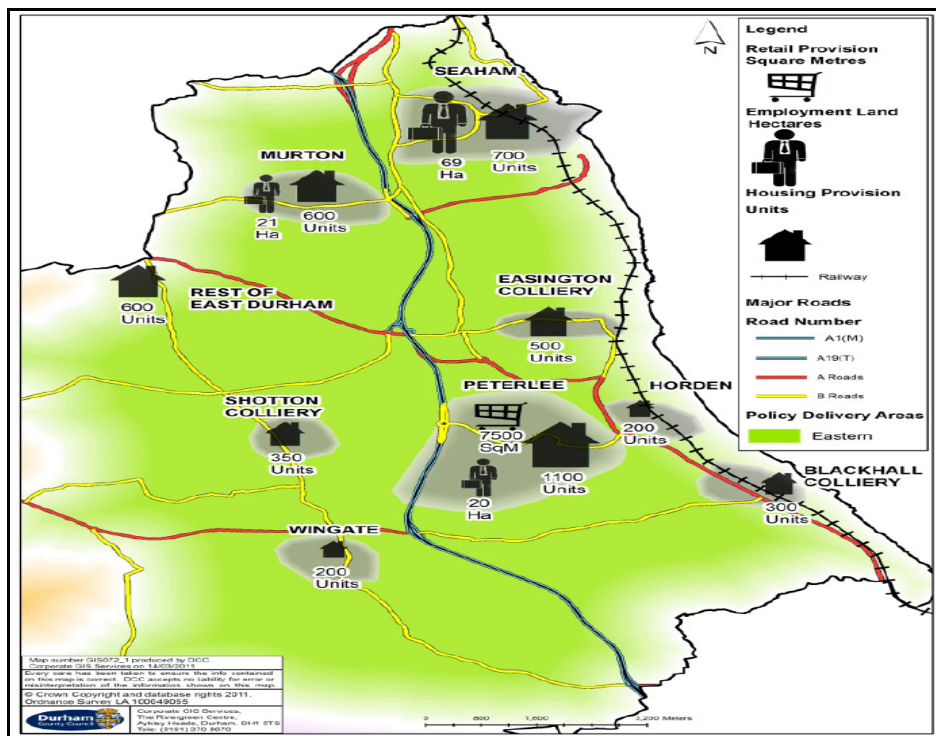 N
Legend
Retail Provision
Square Metres
Employment Land
Hectares
Housing Provision
Units
Railway
Major Roads
Road Number
A1(M)
A19(T)
A Roads
B Roads
Policy Delivery Areas
Eastern
SEAHAM
69
Ha
700
Units
MURTON
21
Ha
600
Units
REST OF
EAST DURHAM
600
Units
EASINGTON
COLLIERY
500
Units
PETERLEE
7500
SqM
1100
Units
20
Ha
HORDEN
200
Units
SHOTTON
COLLIERY
350
Units
BLACKHALL
COLLIERY
300
Units
WINGATE
200
Units
Map number GIS072_1 produced by DCC
Corporate GIS Services on 14/03/2011
Every care has been taken to ensure the info contained
on this map is correct. DCC accepts no liability for error or
misinterpretation of the information shown on this map.
© Crown Copyright and database rights 2011.
Ordnance Survey LA 100049055
Durham
County Council
Corporate GIS Services,
The Rivergreen Centre,
Aykley Heads, Durham, DH1 5TS
Tele: (0191) 370 8670
0 800 1,600 3,200 Meters